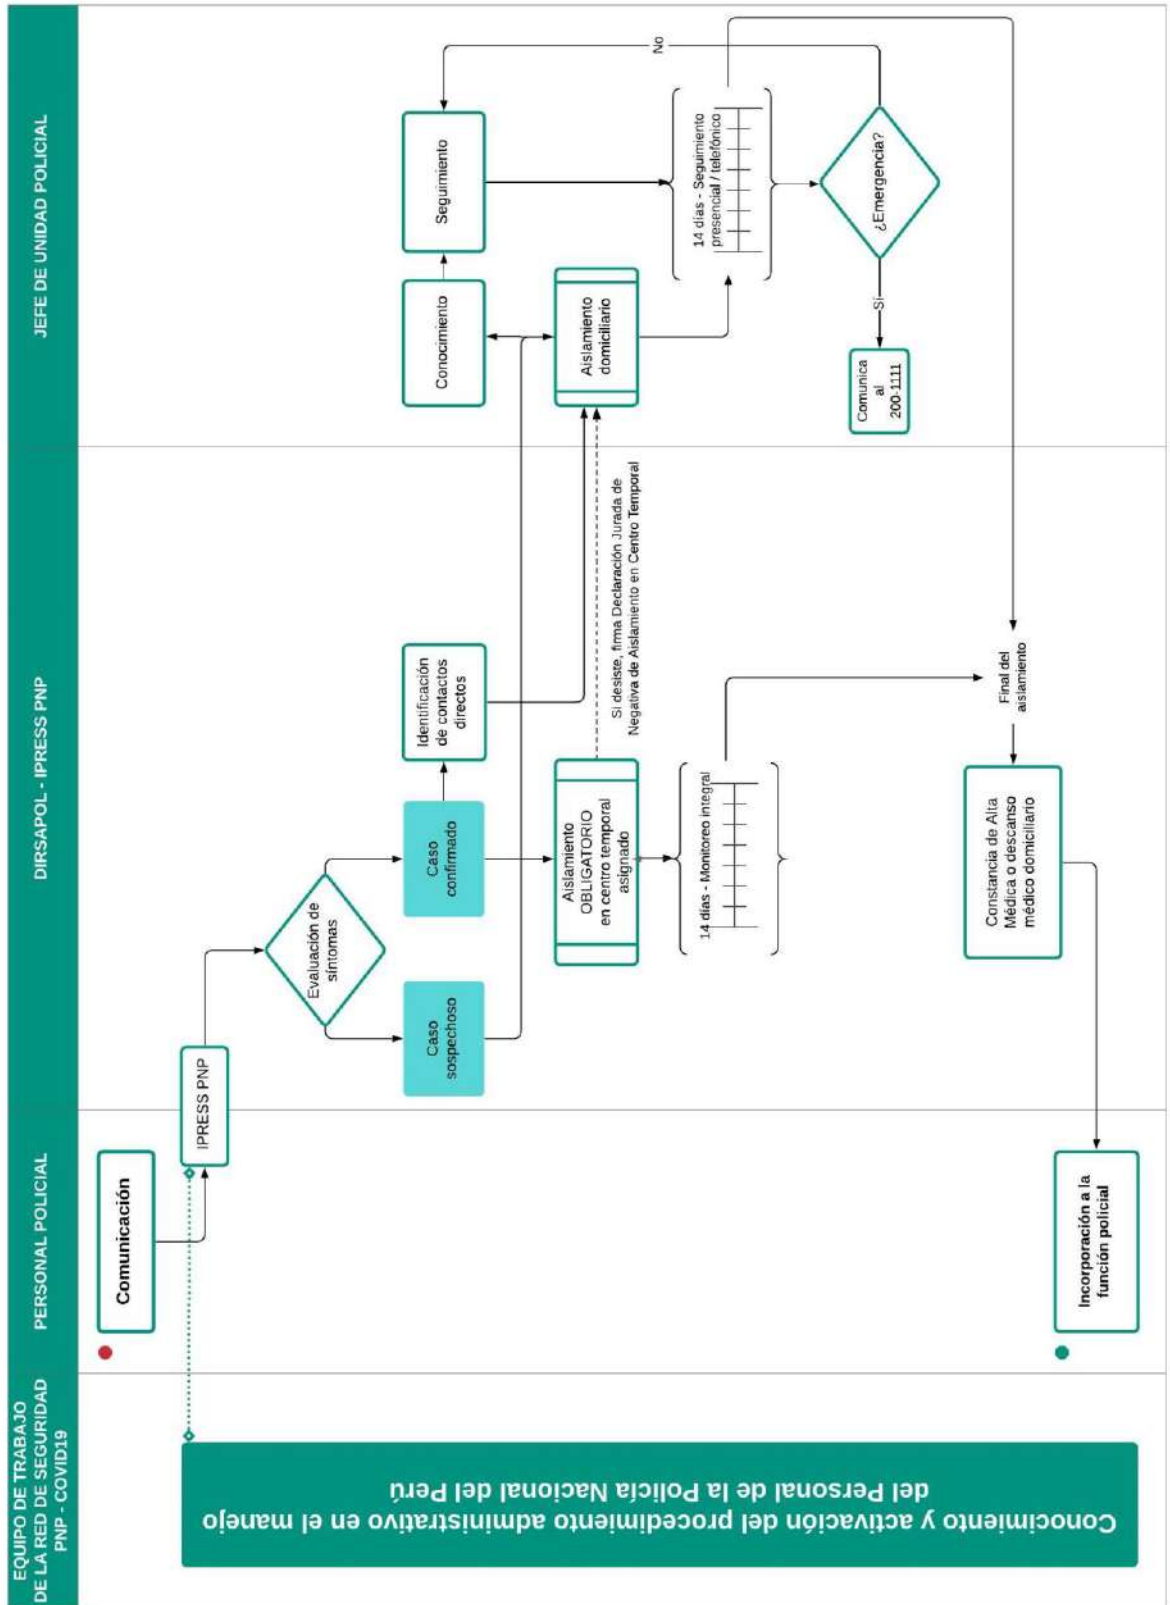 EQUIPO DE TRABAJO
DE LA RED DE SEGURIDAD
PNP - COVID19
PERSONAL POLICIAL
DIRSAPOL - IPRESS PNP
JEFE DE UNIDAD POLICIAL
Conocimiento y activación del procedimiento administrativo en el manejo
del Personal de la Policía Nacional del Perú
Comunicación
IPRESS PNP
Evaluación de
síntomas
Caso
sospechoso
Caso
confirmado
Identificación
de contactos
directos
Conocimiento
Seguimiento
Aislamiento
OBLIGATORIO
en centro temporal
asignado
Si desiste, firma Declaración Jurada de
Negativa de Aislamiento en Centro Temporal
Aislamiento
domiciliario
14 días - Monitoreo integral
14 días - Seguimiento
presencial / telefónico
¿Emergencia?
No
Sí
Comunica
al
200-1111
Final del
aislamiento
Constancia de Alta
Médica o descanso
médico domiciliario
Incorporación a la
función policial